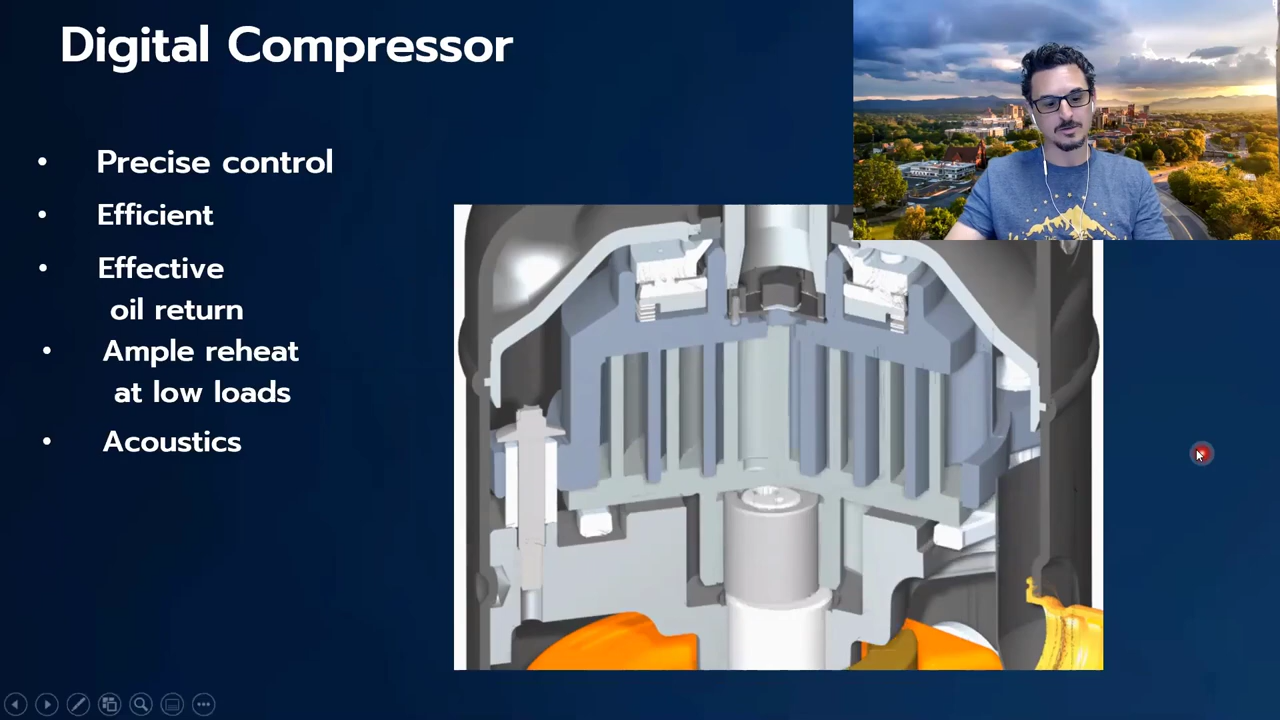 Digital Compressor
• Precise control
• Efficient
• Effective
oil return
• Ample reheat
at low loads
• Acoustics